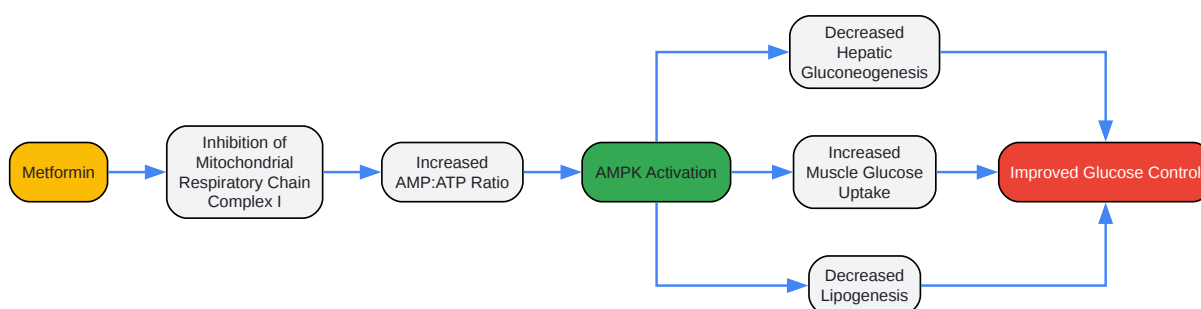 Metformin
Inhibition of
Mitochondrial
Respiratory Chain
Complex I
Increased
AMP:ATP Ratio
AMPK Activation
Decreased
Hepatic
Gluconeogenesis
Increased
Muscle Glucose
Uptake
Decreased
Lipogenesis
Improved Glucose Control